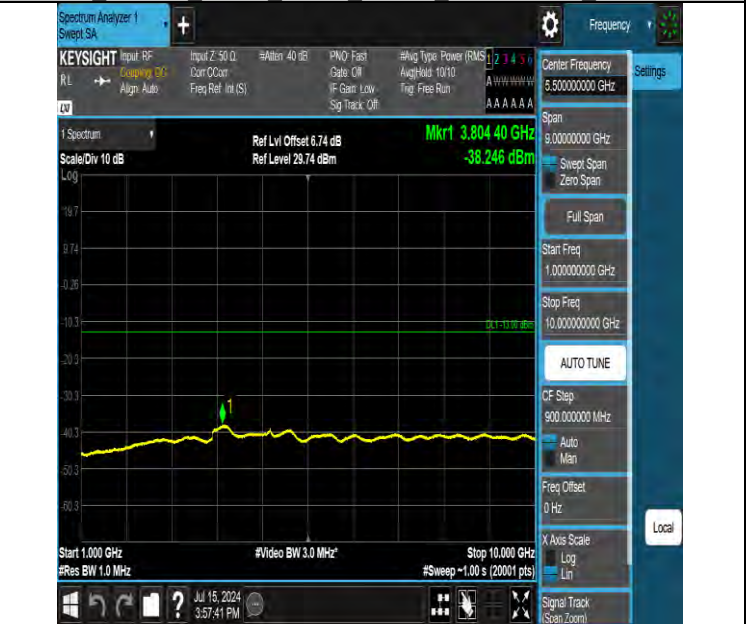 Spectrum Analyzer 1
Swept SA
+
Frequency
KEYSIGHT
RL
Input: RF
Coupling: DC
Align: Auto
Input Z: 50 Ω
Corr CCorr
Freq Ref: Int (S)
#Atten: 40 dB
PNO: Fast
Gate: Off
IF Gain: Low
Sig Track: Off
#Avg Type: Power (RMS
Avg|Hold: 10/10
Trig: Free Run
1 2 3 4 5 6
A W W W W W
A A A A A A
LXI
1 Spectrum
Scale/Div 10 dB
Log
Ref Lvl Offset 6.74 dB
Ref Level 29.74 dBm
Mkr1 3.804 40 GHz
-38.246 dBm
19.7
9.74
-0.26
-10.3
DL1 -13.00 dBm
-20.3
-30.3
1
-40.3
-50.3
-60.3
Start 1.000 GHz
#Res BW 1.0 MHz
#Video BW 3.0 MHz*
Stop 10.000 GHz
#Sweep ~1.00 s (20001 pts)
?
Jul 15, 2024
3:57:41 PM
Center Frequency
5.500000000 GHz
Settings
Span
9.00000000 GHz
Swept Span
Zero Span
Full Span
Start Freq
1.000000000 GHz
Stop Freq
10.000000000 GHz
AUTO TUNE
CF Step
900.000000 MHz
Auto
Man
Freq Offset
0 Hz
X Axis Scale
Log
Lin
Signal Track
(Span Zoom)
Local